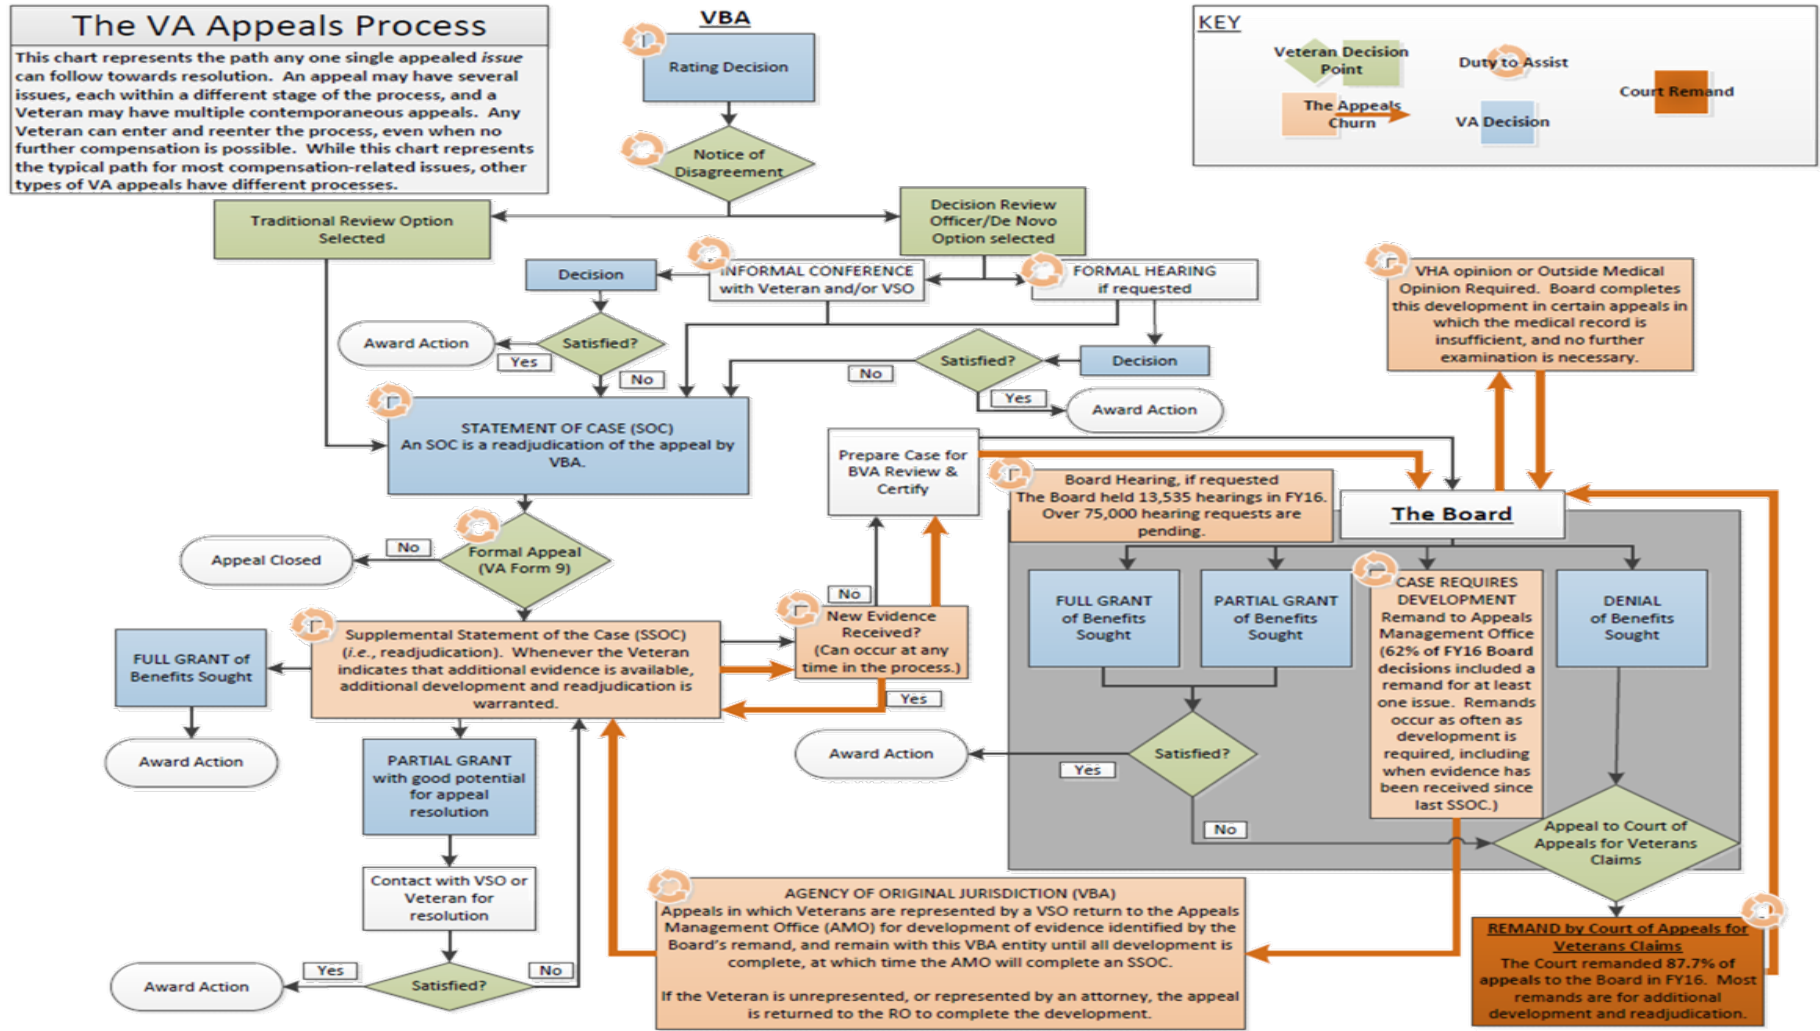 The VA Appeals Process
This chart represents the path any one single appealed issue
can follow towards resolution.  An appeal may have several
issues, each within a different stage of the process, and a
Veteran may have multiple contemporaneous appeals.  Any
Veteran can enter and reenter the process, even when no
further compensation is possible.  While this chart represents
the typical path for most compensation-related issues, other
types of VA appeals have different processes.
VBA
Rating Decision
Notice of
Disagreement
KEY
Veteran Decision
Point
Duty to Assist
Court Remand
The Appeals
Churn
VA Decision
Traditional Review Option
Selected
Decision Review
Officer/De Novo
Option selected
Decision
INFORMAL CONFERENCE
with Veteran and/or VSO
FORMAL HEARING
if requested
Award Action
Yes
Satisfied?
No
No
Satisfied?
Decision
Yes
Award Action
VHA opinion or Outside Medical
Opinion Required.  Board completes
this development in certain appeals in
which the medical record is
insufficient, and no further
examination is necessary.
STATEMENT OF CASE (SOC)
An SOC is a readjudication of the appeal by
VBA.
Prepare Case for
BVA Review &
Certify
Board Hearing, if requested
The Board held 13,535 hearings in FY16.
Over 75,000 hearing requests are
pending.
The Board
Appeal Closed
No
Formal Appeal
(VA Form 9)
No
FULL GRANT of
Benefits Sought
Award Action
Supplemental Statement of the Case (SSOC)
(i.e., readjudication).  Whenever the Veteran
indicates that additional evidence is available,
additional development and readjudication is
warranted.
New Evidence
Received?
(Can occur at any
time in the process.)
Yes
FULL GRANT
of Benefits
Sought
PARTIAL GRANT
of Benefits
Sought
CASE REQUIRES
DEVELOPMENT
Remand to Appeals
Management Office
(62% of FY16 Board
decisions included a
remand for at least
one issue.  Remands
occur as often as
development is
required, including
when evidence has
been received since
last SSOC.)
DENIAL
of Benefits
Sought
Award Action
Yes
Satisfied?
No
Appeal to Court of
Appeals for Veterans
Claims
PARTIAL GRANT
with good potential
for appeal
resolution
Contact with VSO or
Veteran for
resolution
Award Action
Yes
Satisfied?
No
AGENCY OF ORIGINAL JURISDICTION (VBA)
Appeals in which Veterans are represented by a VSO return to the Appeals
Management Office (AMO) for development of evidence identified by the
Board's remand, and remain with this VBA entity until all development is
complete, at which time the AMO will complete an SSOC.
If the Veteran is unrepresented, or represented by an attorney, the appeal
is returned to the RO to complete the development.
REMAND by Court of Appeals for
Veterans Claims
The Court remanded 87.7% of
appeals to the Board in FY16.  Most
remands are for additional
development and readjudication.